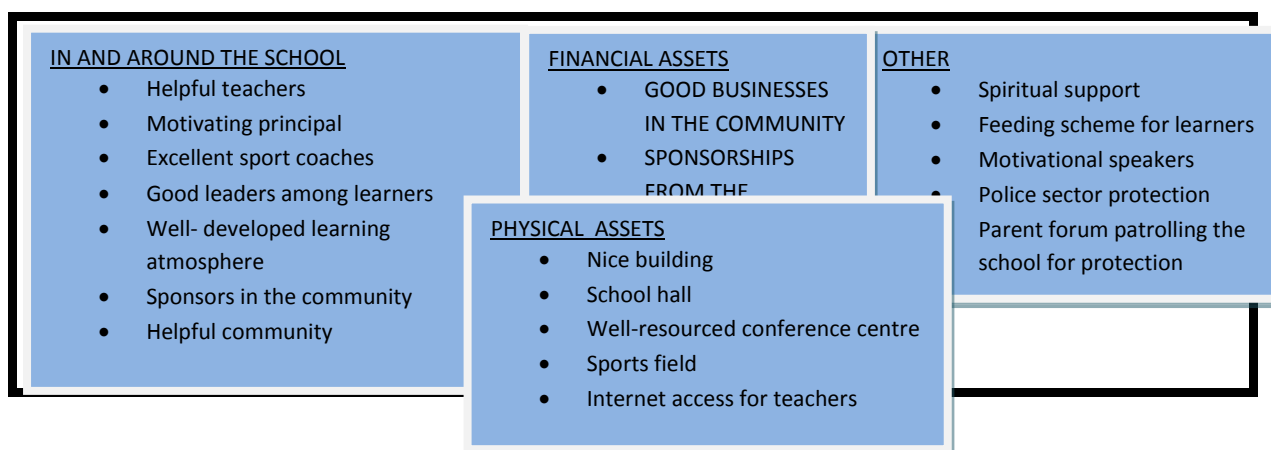 IN AND AROUND THE SCHOOL
• Helpful teachers
• Motivating principal
• Excellent sport coaches
• Good leaders among learners
• Well- developed learning
atmosphere
• Sponsors in the community
• Helpful community
FINANCIAL ASSETS
• GOOD BUSINESSES
IN THE COMMUNITY
• SPONSORSHIPS
FROM THE
OTHER
• Spiritual support
• Feeding scheme for learners
• Motivational speakers
• Police sector protection
• Parent forum patrolling the
school for protection
PHYSICAL ASSETS
• Nice building
• School hall
• Well-resourced conference centre
• Sports field
• Internet access for teachers